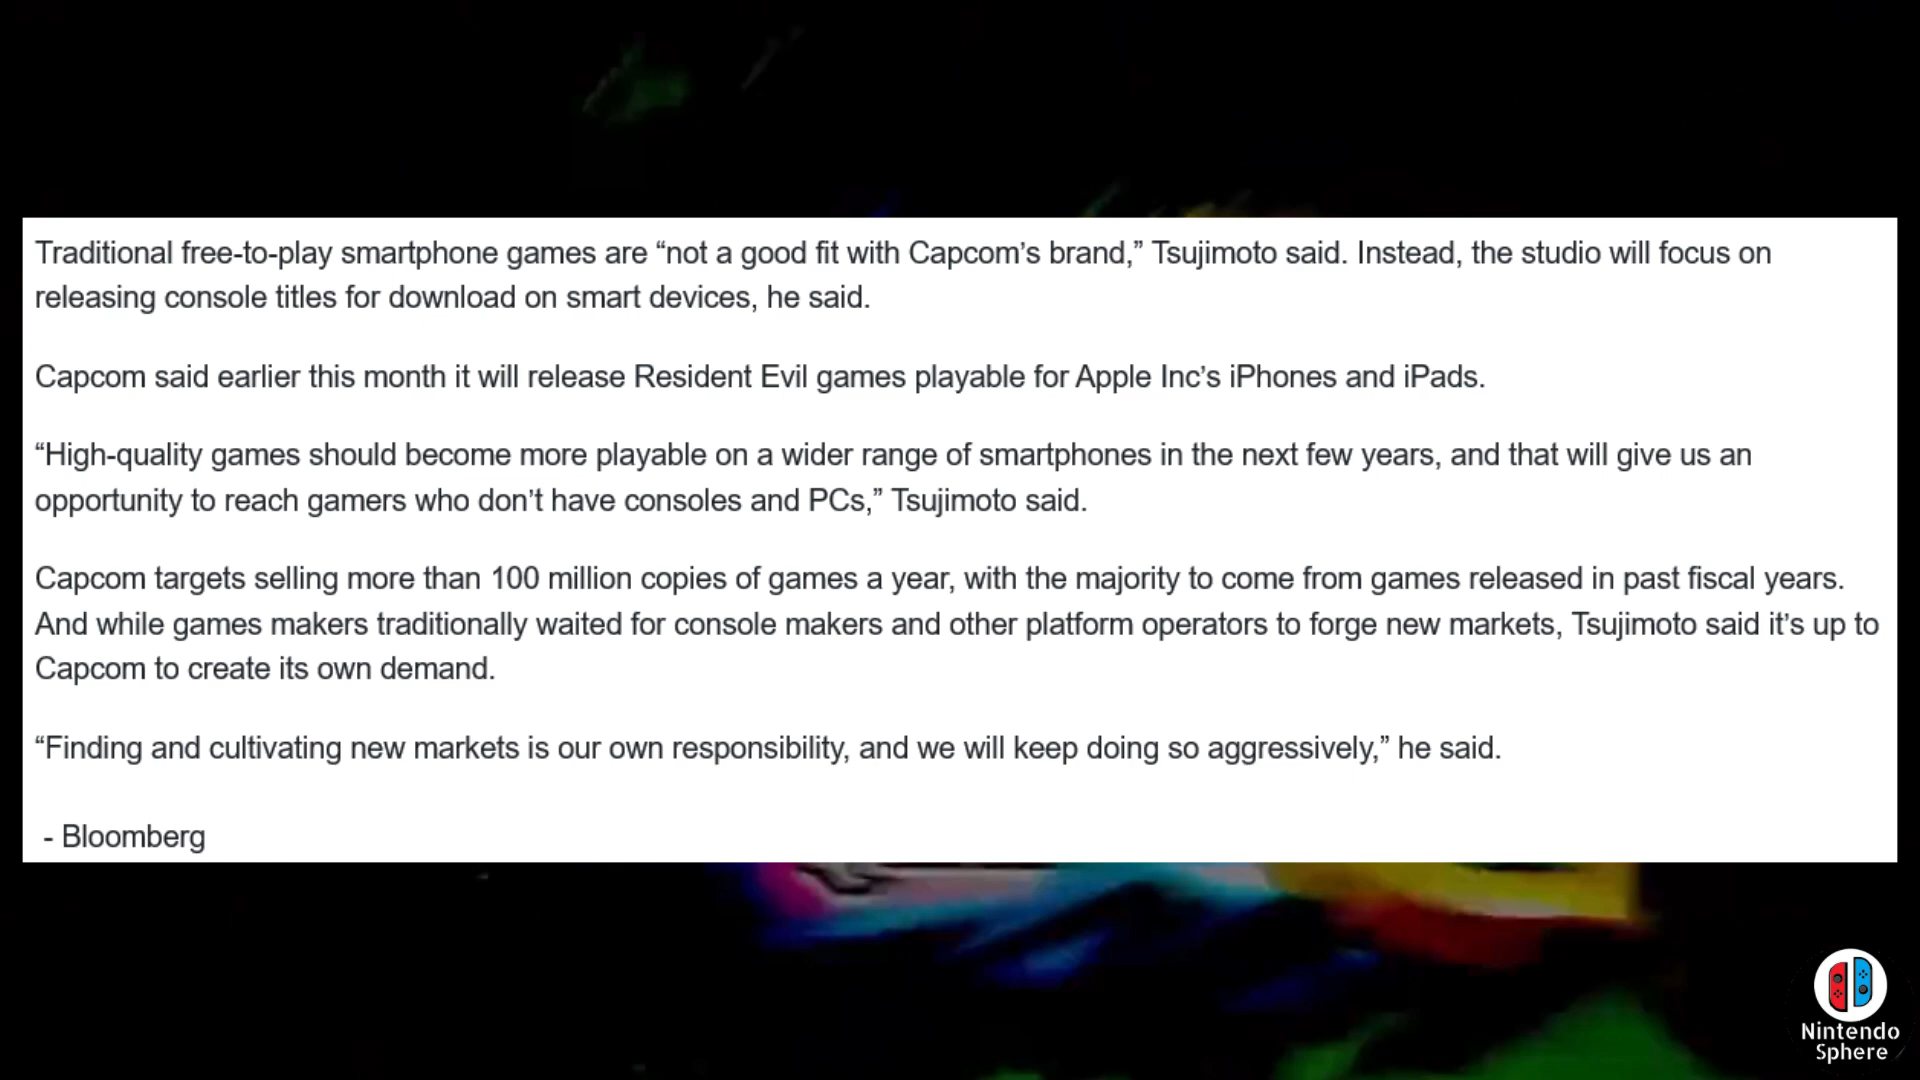 Traditional free-to-play smartphone games are “not a good fit with Capcom’s brand,” Tsujimoto said. Instead, the studio will focus on
releasing console titles for download on smart devices, he said.
Capcom said earlier this month it will release Resident Evil games playable for Apple Inc’s iPhones and iPads.
“High-quality games should become more playable on a wider range of smartphones in the next few years, and that will give us an
opportunity to reach gamers who don’t have consoles and PCs,” Tsujimoto said.
Capcom targets selling more than 100 million copies of games a year, with the majority to come from games released in past fiscal years.
And while games makers traditionally waited for console makers and other platform operators to forge new markets, Tsujimoto said it’s up to
Capcom to create its own demand.
“Finding and cultivating new markets is our own responsibility, and we will keep doing so aggressively,” he said.
- Bloomberg
Nintendo
Sphere